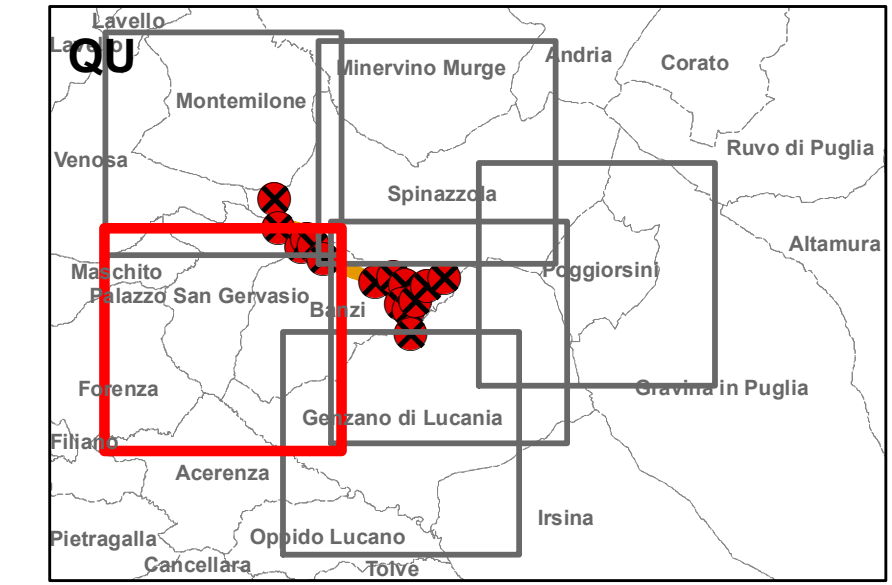 Lavello
Lavello
QU
Andria
Minervino Murge
Corato
Montemilone
Ruvo di Puglia
Venosa
Spinazzola
Altamura
Maschito
Poggiorsini
Palazzo San Gervasio
Banzi
Forenza
Gravina in Puglia
Genzano di Lucania
Filiano
Acerenza
Irsina
Pietragalla
Oppido Lucano
Cancellara
Tolve